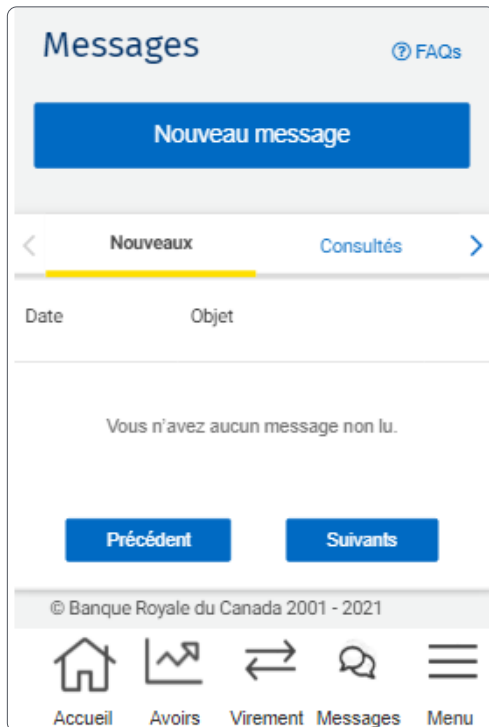 Messages
FAQs
Nouveau message
Nouveaux Consultés
Date Objet
Vous n'avez aucun message non lu.
Précédent Suivants
© Banque Royale du Canada 2001 - 2021
Accueil Avoirs Virement Messages Menu